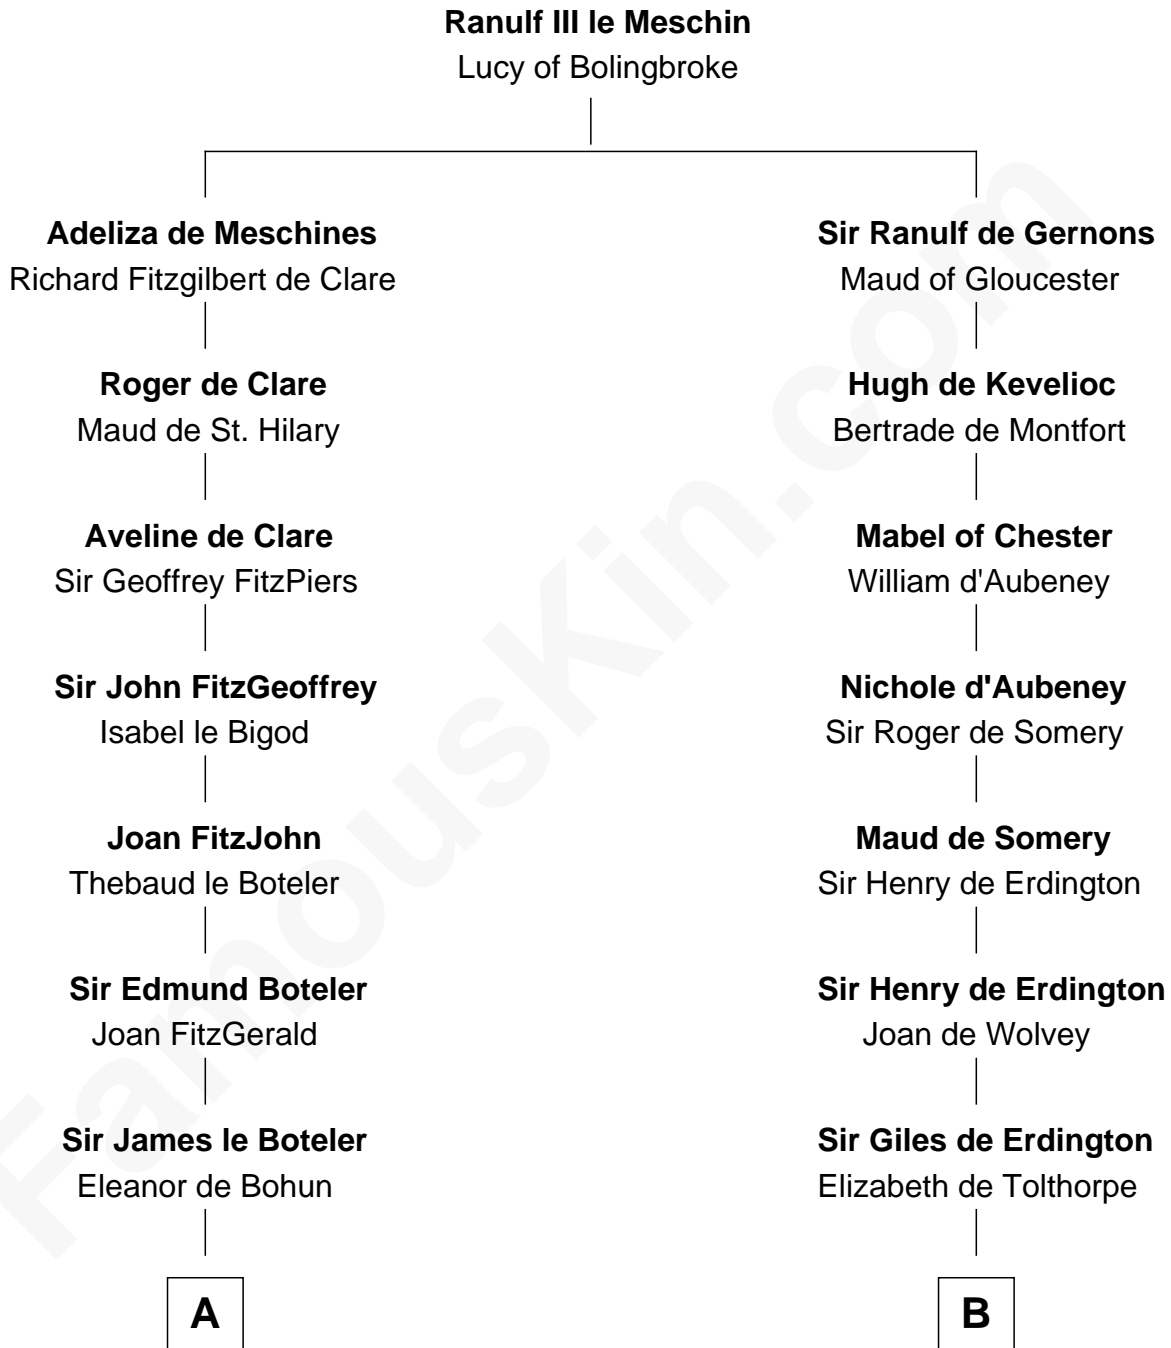 Ranulf III le Meschin
Lucy of Bolingbroke
Adeliza de Meschines
Richard Fitzgilbert de Clare
Roger de Clare
Maud de St. Hilary
Aveline de Clare
Sir Geoffrey FitzPiers
Sir John FitzGeoffrey
Isabel le Bigod
Joan FitzJohn
Thebaud le Boteler
Sir Edmund Boteler
Joan FitzGerald
Sir James le Boteler
Eleanor de Bohun
A
Sir Ranulf de Gernons
Maud of Gloucester
Hugh de Kevelioc
Bertrade de Montfort
Mabel of Chester
William d'Aubeney
Nichole d'Aubeney
Sir Roger de Somery
Maud de Somery
Sir Henry de Erdington
Sir Henry de Erdington
Joan de Wolvey
Sir Giles de Erdington
Elizabeth de Tolthorpe
B
FamousKin.com